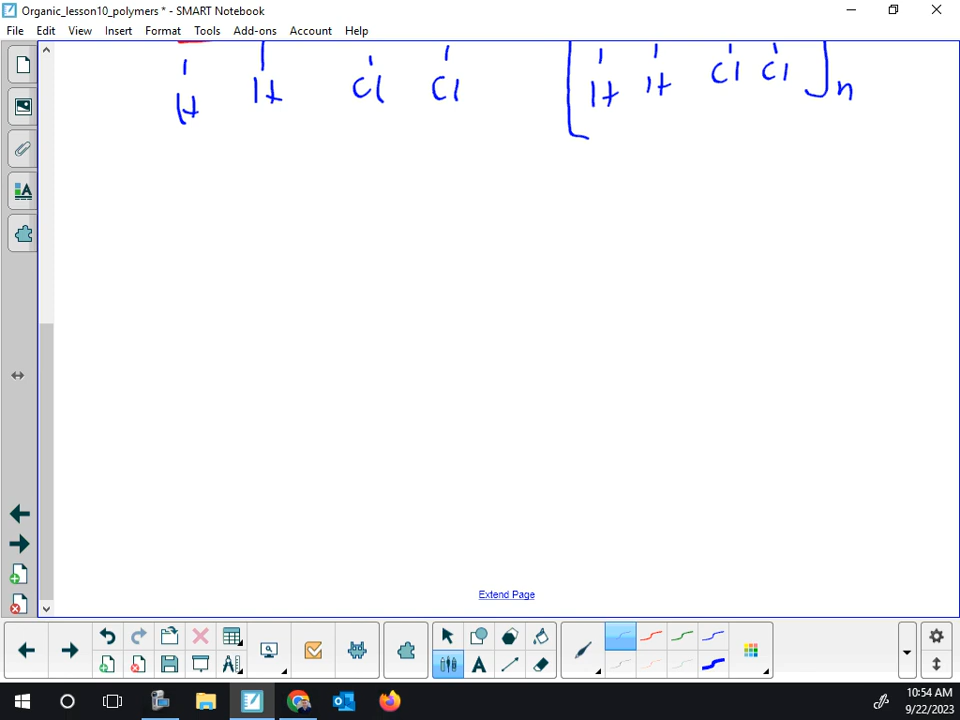 Organic_lesson10_polymers * - SMART Notebook
File Edit View Insert Format Tools Add-ons Account Help
H H Cl Cl H H Cl Cl n
Extend Page
10:54 AM
9/22/2023